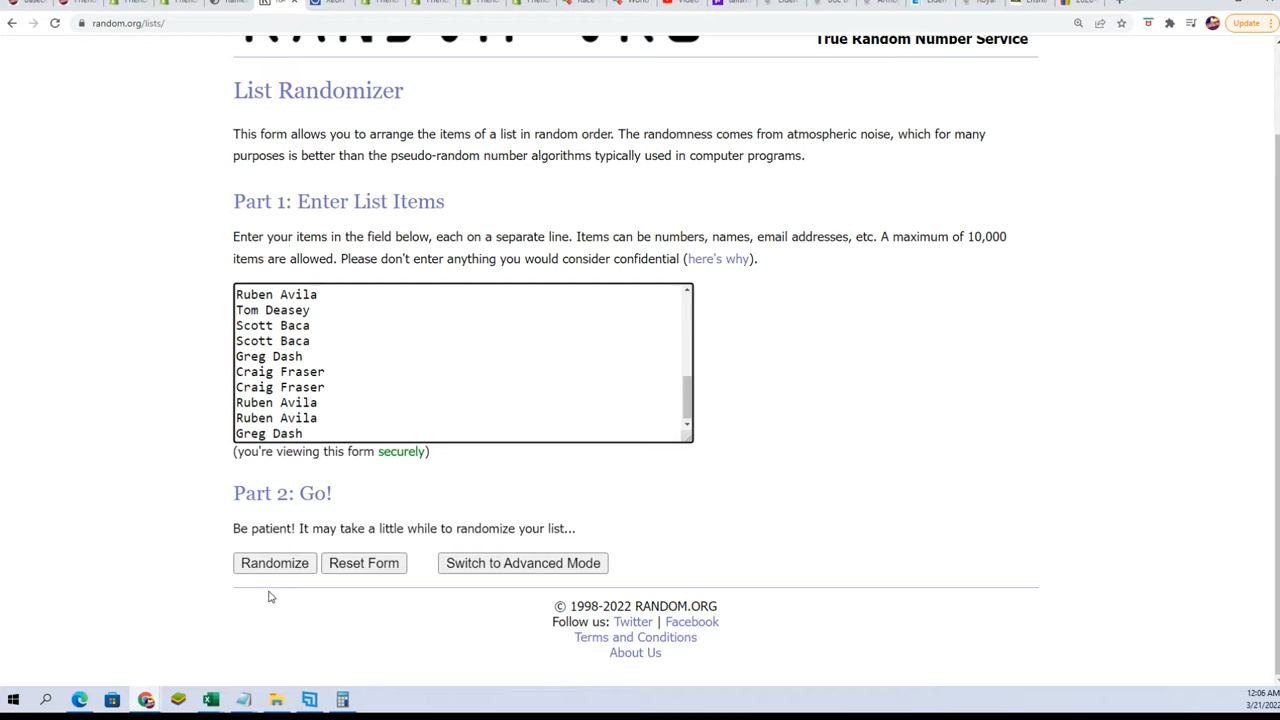 random.org/lists/
Update
True Random Number Service
List Randomizer
This form allows you to arrange the items of a list in random order. The randomness comes from atmospheric noise, which for many
purposes is better than the pseudo-random number algorithms typically used in computer programs.
Part 1: Enter List Items
Enter your items in the field below, each on a separate line. Items can be numbers, names, email addresses, etc. A maximum of 10,000
items are allowed. Please don't enter anything you would consider confidential (here's why).
Ruben Avila
Tom Deasey
Scott Baca
Scott Baca
Greg Dash
Craig Fraser
Craig Fraser
Ruben Avila
Ruben Avila
Greg Dash
(you're viewing this form securely)
Part 2: Go!
Be patient! It may take a little while to randomize your list...
Randomize Reset Form Switch to Advanced Mode
© 1998-2022 RANDOM.ORG
Follow us: Twitter | Facebook
Terms and Conditions
About Us
12:06 AM